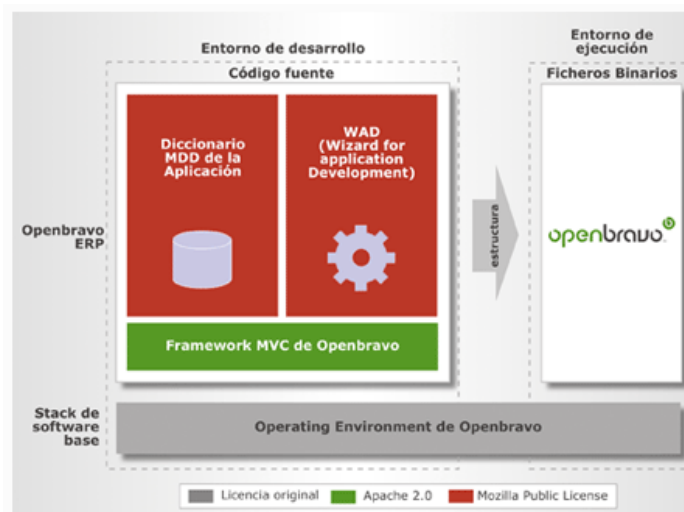 Entorno de desarrollo
Código fuente
Entorno de
ejecución
Ficheros Binarios
Openbravo
ERP
Diccionario
MDD de la
Aplicación
WAD
(Wizard for
application
Development)
estructura
openbravo
Framework MVC de Openbravo
Stack de
software
base
Operating Environment de Openbravo
Licencia original
Apache 2.0
Mozilla Public License